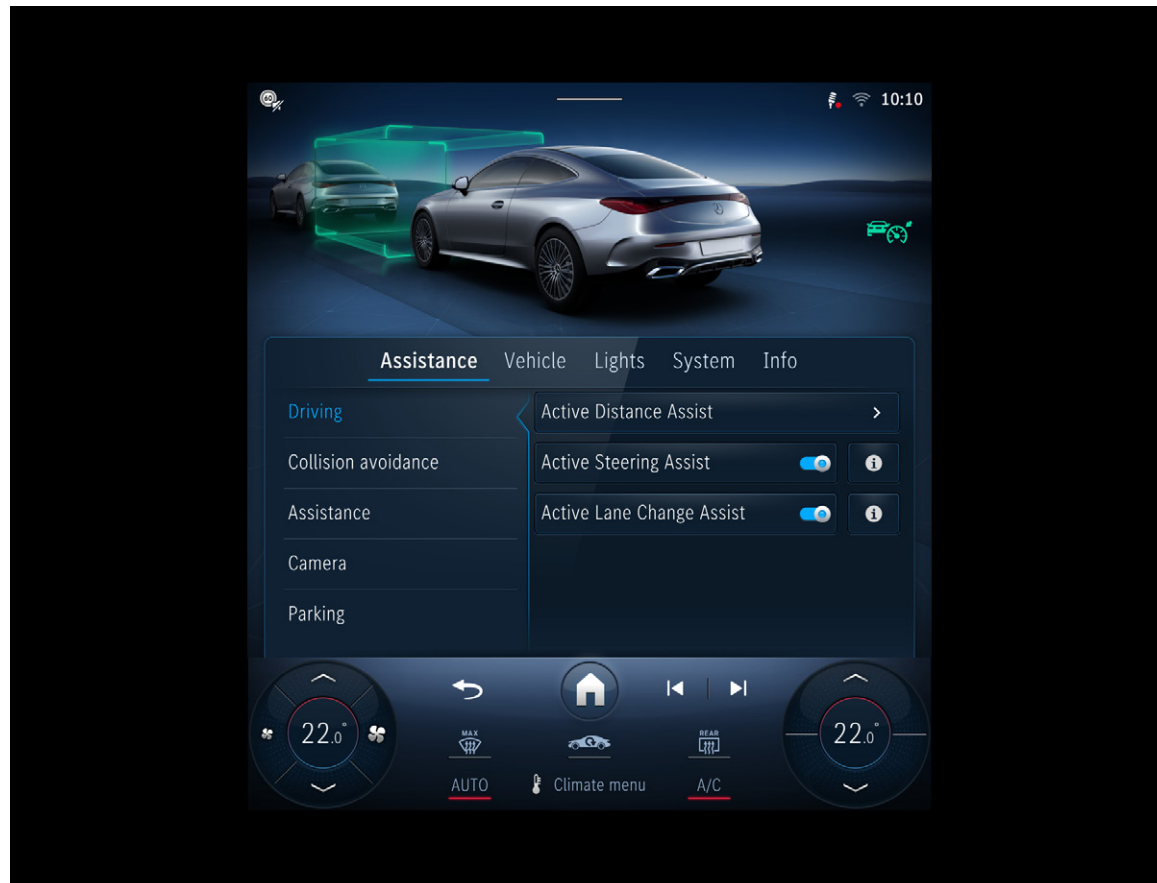 60
10:10
Assistance Vehicle Lights System Info
Driving
Active Distance Assist
Collision avoidance
Active Steering Assist
Assistance
Active Lane Change Assist
Camera
Parking
22.0°
22.0°
MAX
REAR
AUTO
Climate menu
A/C